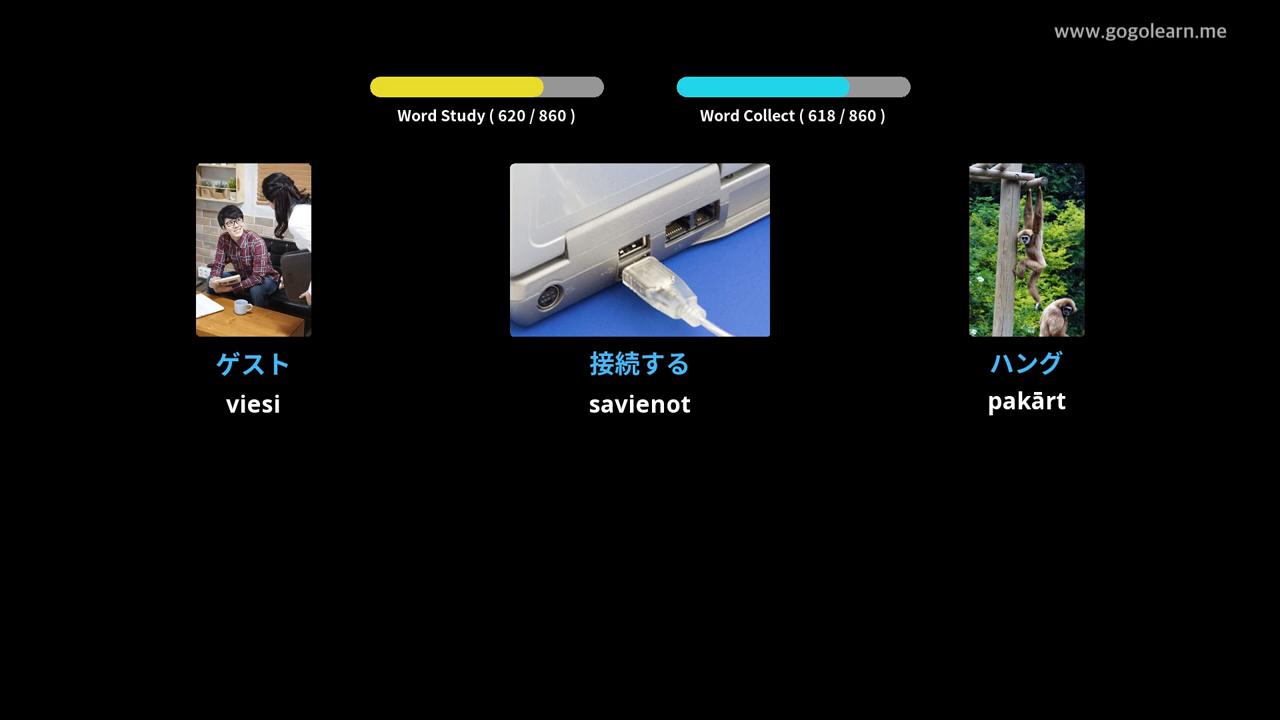 www.gogolearn.me
Word Study ( 620 / 860 )
Word Collect ( 618 / 860 )
ゲスト
viesi
接続する
savienot
ハング
pakārt